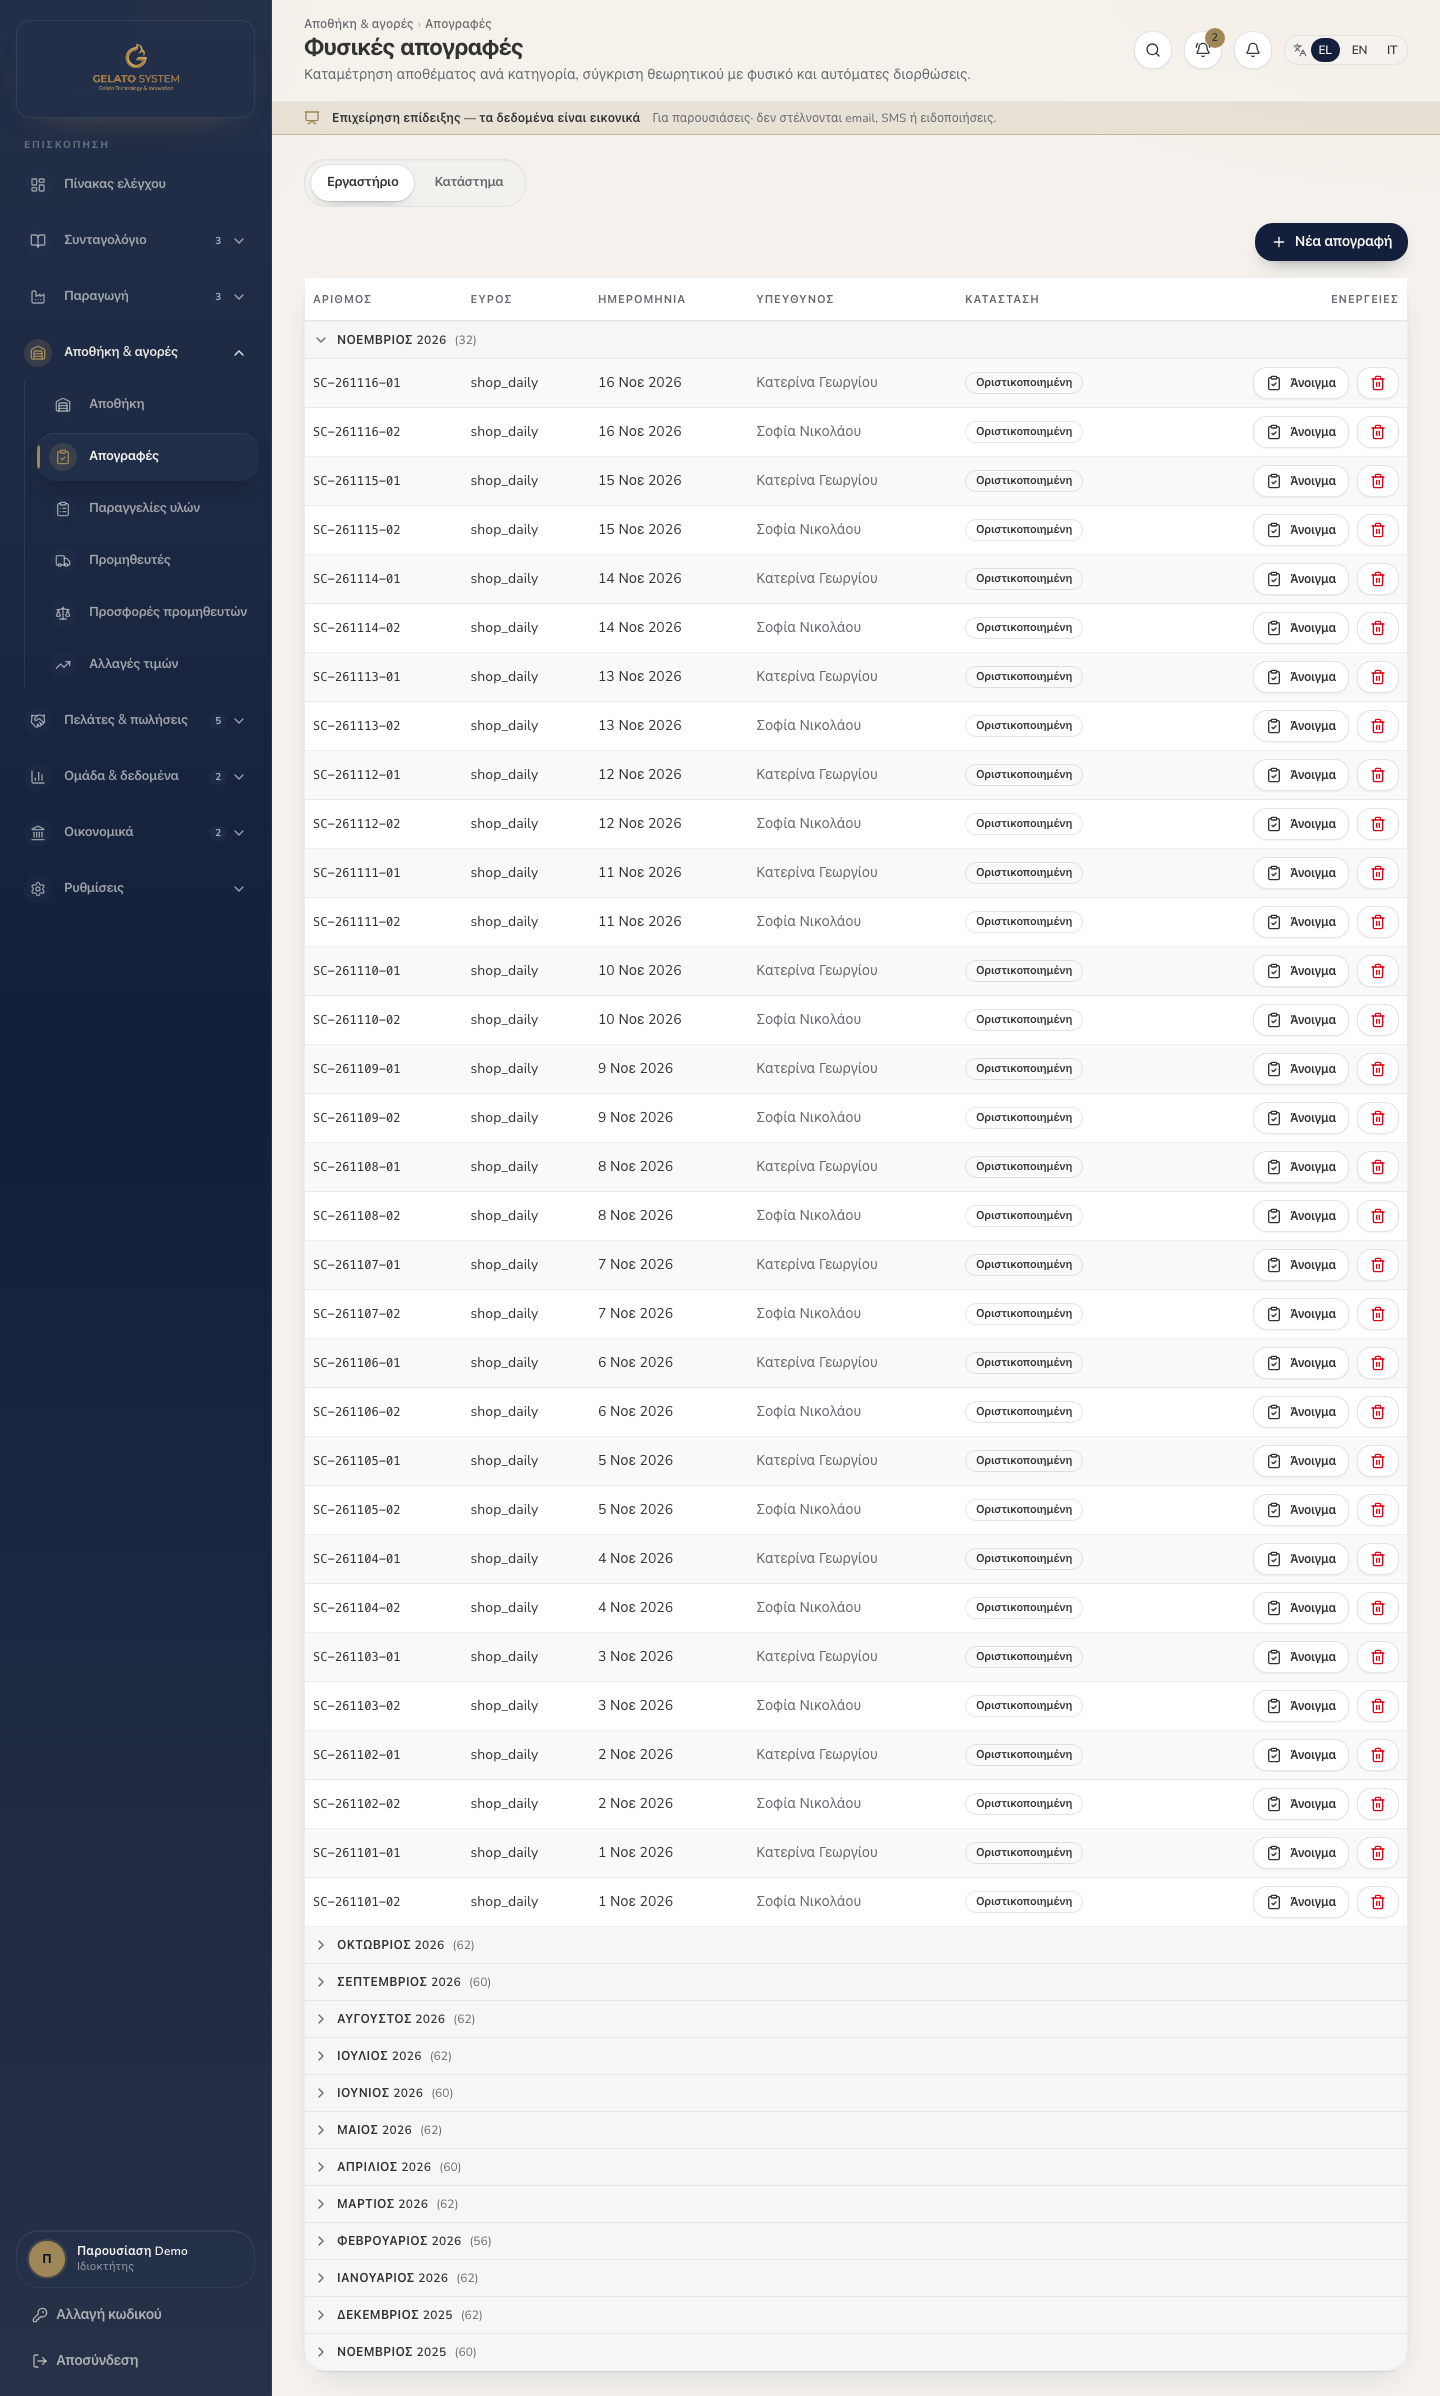 GELATO SYSTEM
Gelato Technology & Innovation
ΕΠΙΣΚΟΠΗΣΗ
Πίνακας ελέγχου
Συνταγολόγιο 3
Παραγωγή 3
Αποθήκη & αγορές
Αποθήκη
Απογραφές
Παραγγελίες υλών
Προμηθευτές
Προσφορές προμηθευτών
Αλλαγές τιμών
Πελάτες & πωλήσεις 5
Ομάδα & δεδομένα 2
Οικονομικά 2
Ρυθμίσεις
Π
Παρουσίαση Demo
Ιδιοκτήτης
Αλλαγή κωδικού
Αποσύνδεση
Αποθήκη & αγορές › Απογραφές
Φυσικές απογραφές
Καταμέτρηση αποθέματος ανά κατηγορία, σύγκριση θεωρητικού με φυσικό και αυτόματες διορθώσεις.
2
EL EN IT
Επιχείρηση επίδειξης — τα δεδομένα είναι εικονικά Για παρουσιάσεις· δεν στέλνονται email, SMS ή ειδοποιήσεις.
Εργαστήριο Κατάστημα
Νέα απογραφή
ΑΡΙΘΜΟΣ ΕΥΡΟΣ ΗΜΕΡΟΜΗΝΙΑ ΥΠΕΥΘΥΝΟΣ ΚΑΤΑΣΤΑΣΗ ΕΝΕΡΓΕΙΕΣ
ΝΟΕΜΒΡΙΟΣ 2026 (32)
SC-261116-01 shop_daily 16 Νοε 2026 Κατερίνα Γεωργίου Οριστικοποιημένη Άνοιγμα
SC-261116-02 shop_daily 16 Νοε 2026 Σοφία Νικολάου Οριστικοποιημένη Άνοιγμα
SC-261115-01 shop_daily 15 Νοε 2026 Κατερίνα Γεωργίου Οριστικοποιημένη Άνοιγμα
SC-261115-02 shop_daily 15 Νοε 2026 Σοφία Νικολάου Οριστικοποιημένη Άνοιγμα
SC-261114-01 shop_daily 14 Νοε 2026 Κατερίνα Γεωργίου Οριστικοποιημένη Άνοιγμα
SC-261114-02 shop_daily 14 Νοε 2026 Σοφία Νικολάου Οριστικοποιημένη Άνοιγμα
SC-261113-01 shop_daily 13 Νοε 2026 Κατερίνα Γεωργίου Οριστικοποιημένη Άνοιγμα
SC-261113-02 shop_daily 13 Νοε 2026 Σοφία Νικολάου Οριστικοποιημένη Άνοιγμα
SC-261112-01 shop_daily 12 Νοε 2026 Κατερίνα Γεωργίου Οριστικοποιημένη Άνοιγμα
SC-261112-02 shop_daily 12 Νοε 2026 Σοφία Νικολάου Οριστικοποιημένη Άνοιγμα
SC-261111-01 shop_daily 11 Νοε 2026 Κατερίνα Γεωργίου Οριστικοποιημένη Άνοιγμα
SC-261111-02 shop_daily 11 Νοε 2026 Σοφία Νικολάου Οριστικοποιημένη Άνοιγμα
SC-261110-01 shop_daily 10 Νοε 2026 Κατερίνα Γεωργίου Οριστικοποιημένη Άνοιγμα
SC-261110-02 shop_daily 10 Νοε 2026 Σοφία Νικολάου Οριστικοποιημένη Άνοιγμα
SC-261109-01 shop_daily 9 Νοε 2026 Κατερίνα Γεωργίου Οριστικοποιημένη Άνοιγμα
SC-261109-02 shop_daily 9 Νοε 2026 Σοφία Νικολάου Οριστικοποιημένη Άνοιγμα
SC-261108-01 shop_daily 8 Νοε 2026 Κατερίνα Γεωργίου Οριστικοποιημένη Άνοιγμα
SC-261108-02 shop_daily 8 Νοε 2026 Σοφία Νικολάου Οριστικοποιημένη Άνοιγμα
SC-261107-01 shop_daily 7 Νοε 2026 Κατερίνα Γεωργίου Οριστικοποιημένη Άνοιγμα
SC-261107-02 shop_daily 7 Νοε 2026 Σοφία Νικολάου Οριστικοποιημένη Άνοιγμα
SC-261106-01 shop_daily 6 Νοε 2026 Κατερίνα Γεωργίου Οριστικοποιημένη Άνοιγμα
SC-261106-02 shop_daily 6 Νοε 2026 Σοφία Νικολάου Οριστικοποιημένη Άνοιγμα
SC-261105-01 shop_daily 5 Νοε 2026 Κατερίνα Γεωργίου Οριστικοποιημένη Άνοιγμα
SC-261105-02 shop_daily 5 Νοε 2026 Σοφία Νικολάου Οριστικοποιημένη Άνοιγμα
SC-261104-01 shop_daily 4 Νοε 2026 Κατερίνα Γεωργίου Οριστικοποιημένη Άνοιγμα
SC-261104-02 shop_daily 4 Νοε 2026 Σοφία Νικολάου Οριστικοποιημένη Άνοιγμα
SC-261103-01 shop_daily 3 Νοε 2026 Κατερίνα Γεωργίου Οριστικοποιημένη Άνοιγμα
SC-261103-02 shop_daily 3 Νοε 2026 Σοφία Νικολάου Οριστικοποιημένη Άνοιγμα
SC-261102-01 shop_daily 2 Νοε 2026 Κατερίνα Γεωργίου Οριστικοποιημένη Άνοιγμα
SC-261102-02 shop_daily 2 Νοε 2026 Σοφία Νικολάου Οριστικοποιημένη Άνοιγμα
SC-261101-01 shop_daily 1 Νοε 2026 Κατερίνα Γεωργίου Οριστικοποιημένη Άνοιγμα
SC-261101-02 shop_daily 1 Νοε 2026 Σοφία Νικολάου Οριστικοποιημένη Άνοιγμα
ΟΚΤΩΒΡΙΟΣ 2026 (62)
ΣΕΠΤΕΜΒΡΙΟΣ 2026 (60)
ΑΥΓΟΥΣΤΟΣ 2026 (62)
ΙΟΥΛΙΟΣ 2026 (62)
ΙΟΥΝΙΟΣ 2026 (60)
ΜΑΙΟΣ 2026 (62)
ΑΠΡΙΛΙΟΣ 2026 (60)
ΜΑΡΤΙΟΣ 2026 (62)
ΦΕΒΡΟΥΑΡΙΟΣ 2026 (56)
ΙΑΝΟΥΑΡΙΟΣ 2026 (62)
ΔΕΚΕΜΒΡΙΟΣ 2025 (62)
ΝΟΕΜΒΡΙΟΣ 2025 (60)